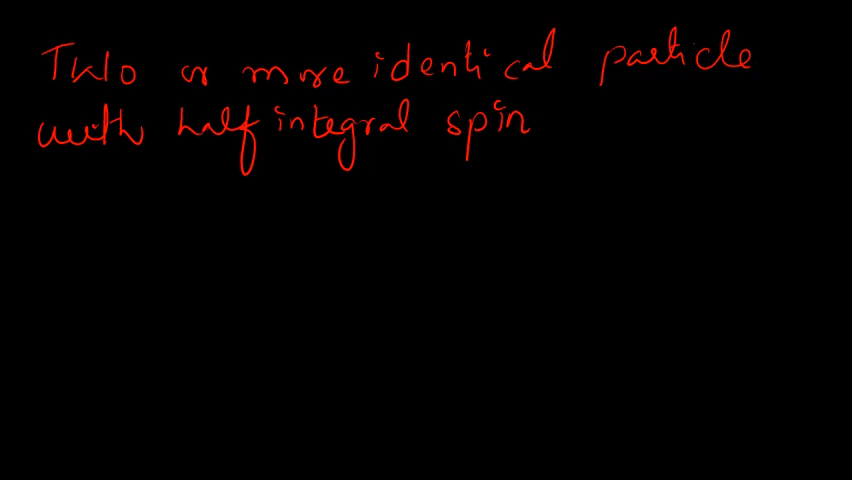 Two or more identical particle
with half integral spin